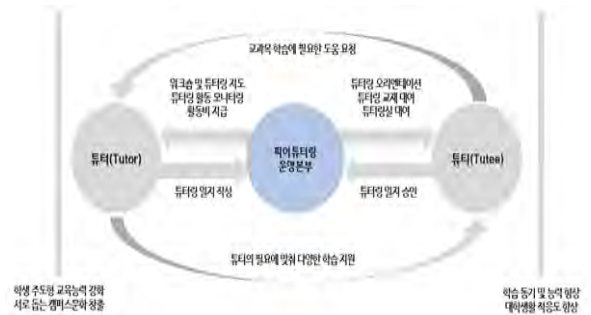 교과목 학습에 필요한 도움 요청
워크숍 및 튜터링 지도
튜터링 활동 모니터링
활동비 지급
튜터링 오리엔테이션
튜터링 교재 대여
튜터링실 대여
튜터(Tutor)
피어튜터링
운영본부
튜티(Tutee)
튜터링 일지 작성
튜터링 일지 승인
튜티의 필요에 맞춰 다양한 학습 지원
학생 주도형 교육능력 강화
서로 돕는 캠퍼스문화 창출
학습 동기 및 능력 향상
대학생활 적응도 향상